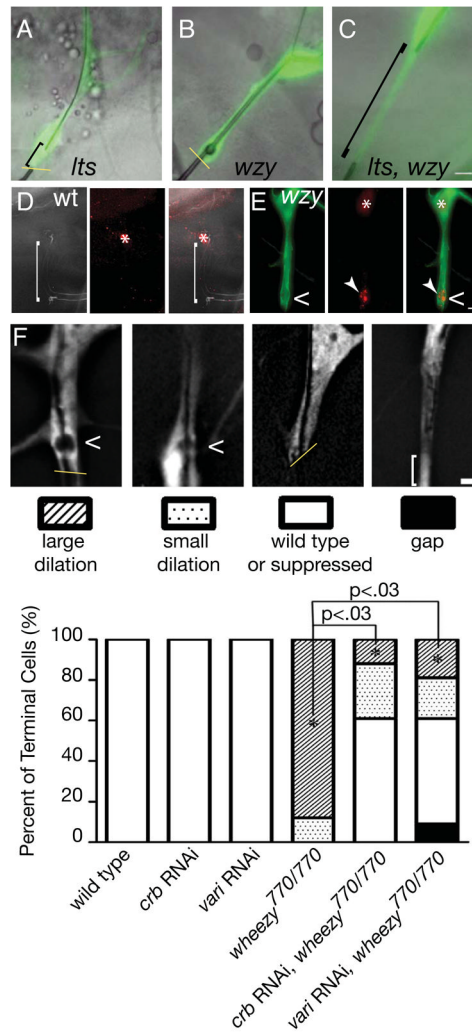 A
B
C
lts
wzy
lts, wzy
D wt
*
*
E wzy
*
*
<
<
F
<
<
large dilation
small dilation
wild type or suppressed
gap
p<.03
p<.03
Percent of Terminal Cells (%)
100
80
60
40
20
0
*
*
*
wild type
crb RNAi
vari RNAi
wheezy770/770
crb RNAi, wheezy770/770
vari RNAi, wheezy770/770